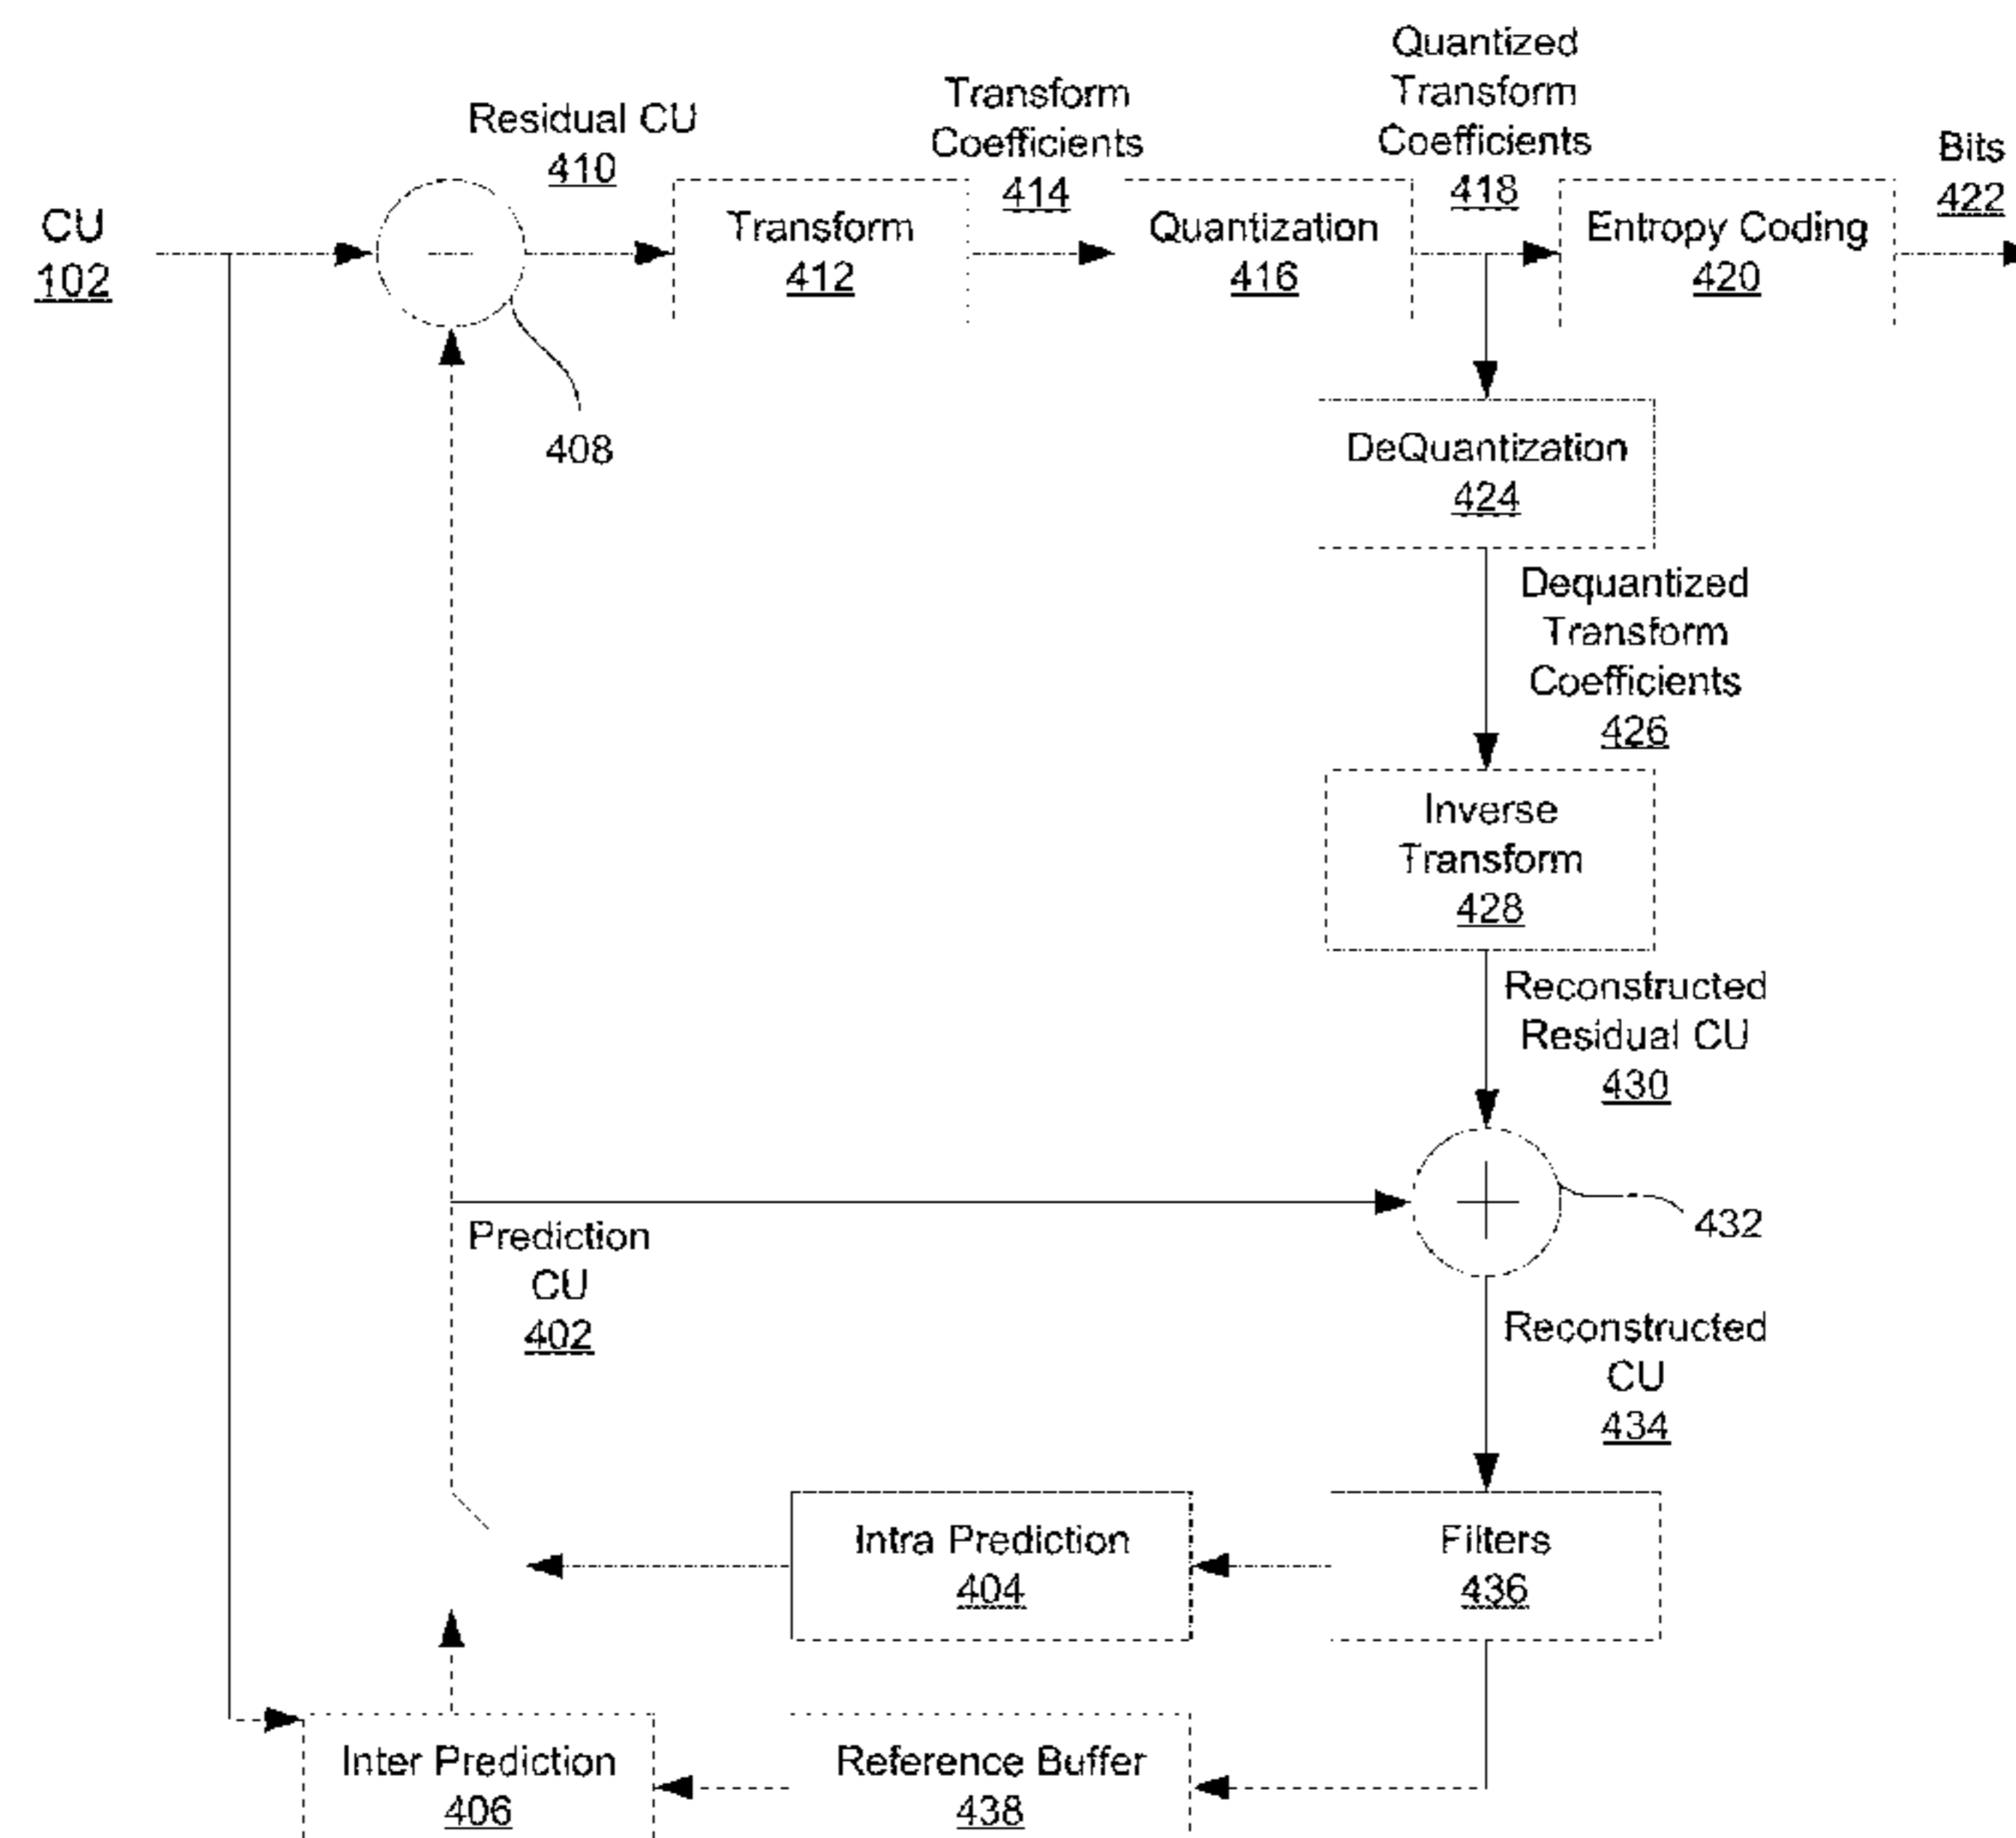 CU
102
Residual CU
410
408
Transform
412
Transform
Coefficients
414
Quantization
416
Quantized
Transform
Coefficients
418
Entropy Coding
420
Bits
422
DeQuantization
424
Dequantized
Transform
Coefficients
426
Inverse
Transform
428
Reconstructed
Residual CU
430
432
Prediction
CU
402
Reconstructed
CU
434
Intra Prediction
404
Filters
436
Inter Prediction
406
Reference Buffer
438